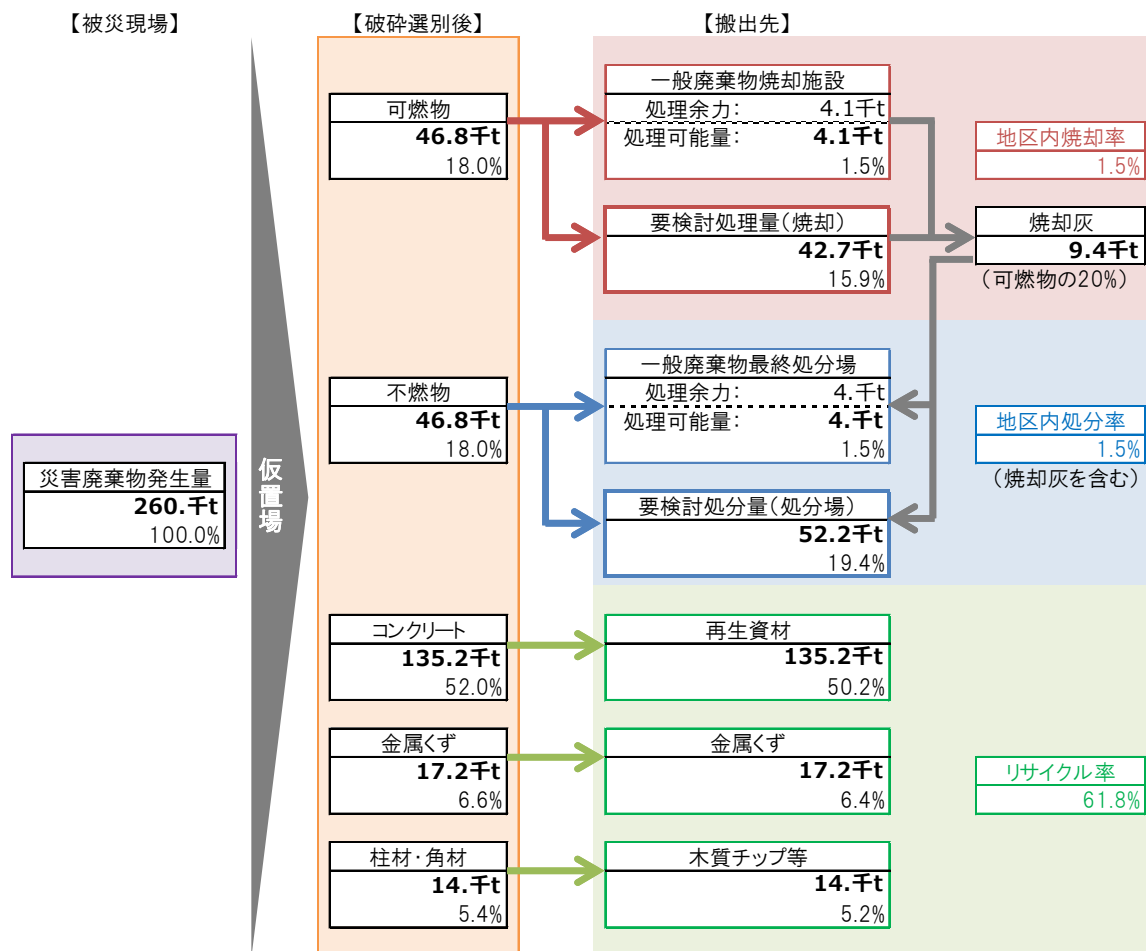 【被災現場】
【破砕選別後】
【搬出先】
災害廃棄物発生量
260.千t
100.0%
仮置場
可燃物
46.8千t
18.0%
不燃物
46.8千t
18.0%
コンクリート
135.2千t
52.0%
金属くず
17.2千t
6.6%
柱材・角材
14.千t
5.4%
一般廃棄物焼却施設
処理余力: 4.1千t
処理可能量: 4.1千t
1.5%
要検討処理量(焼却)
42.7千t
15.9%
地区内焼却率
1.5%
焼却灰
9.4千t
(可燃物の20%)
一般廃棄物最終処分場
処理余力: 4.千t
処理可能量: 4.千t
1.5%
要検討処分量(処分場)
52.2千t
19.4%
地区内処分率
1.5%
(焼却灰を含む)
再生資材
135.2千t
50.2%
金属くず
17.2千t
6.4%
木質チップ等
14.千t
5.2%
リサイクル率
61.8%